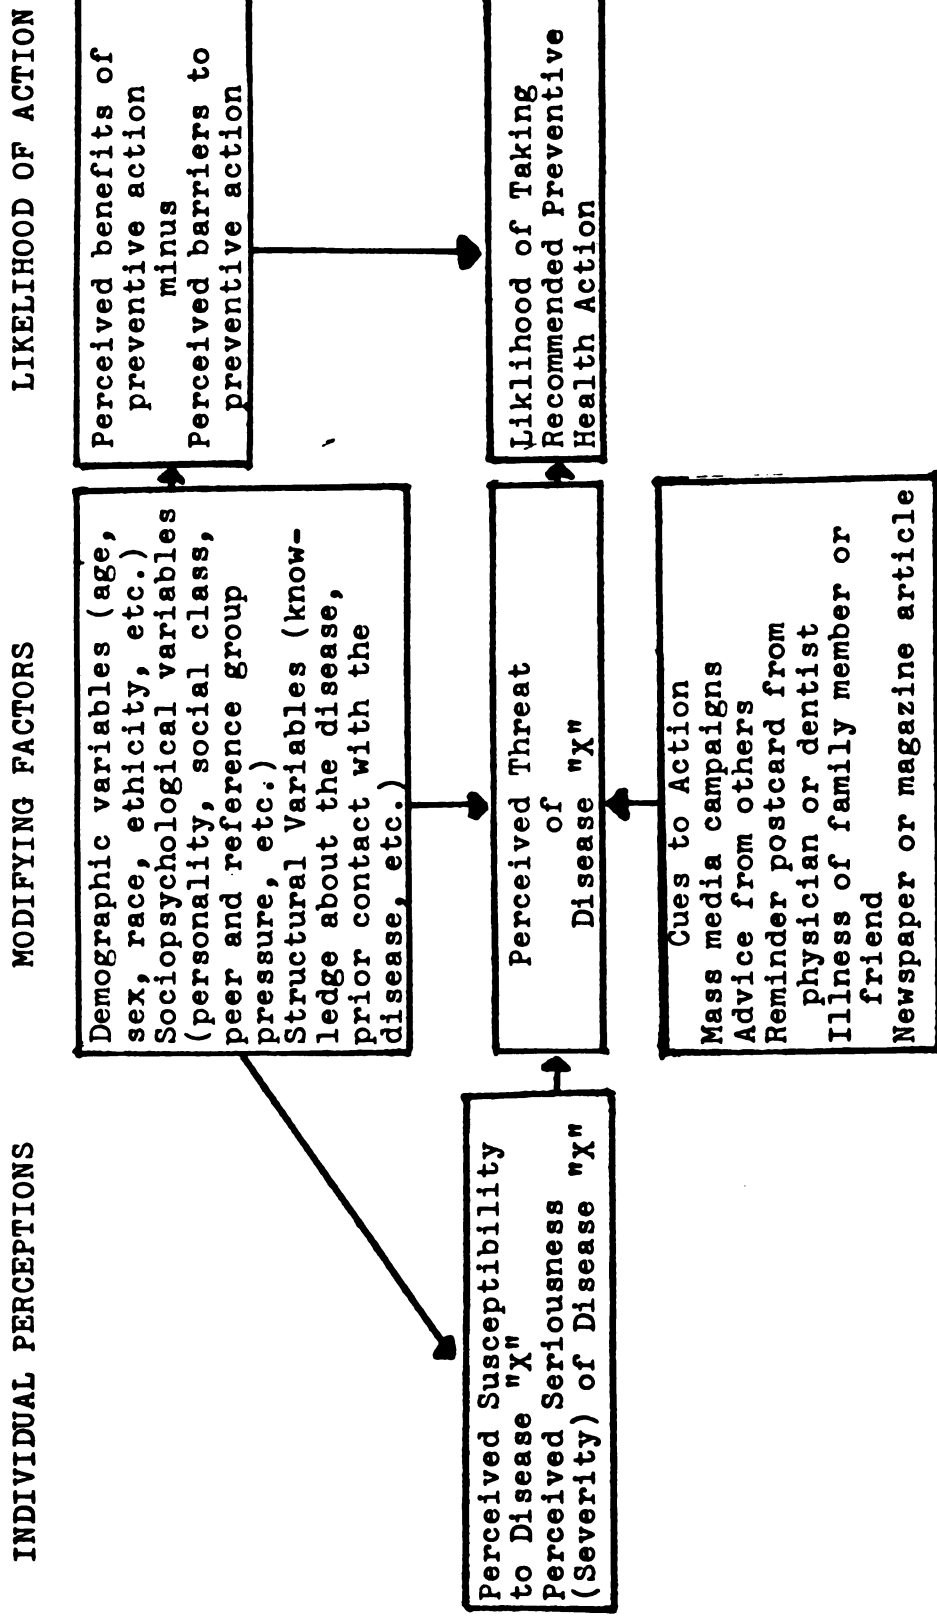 INDIVIDUAL PERCEPTIONS
MODIFYING FACTORS
LIKELIHOOD OF ACTION
Demographic variables (age,
sex, race, ethicity, etc.)
Sociopsychological variables
(personality, social class,
peer and reference group
pressure, etc.)
Structural Variables (know-
ledge about the disease,
prior contact with the
disease, etc.)
Perceived benefits of
preventive action
minus
Perceived barriers to
preventive action
Perceived Susceptibility
to Disease "X"
Perceived Seriousness
(Severity) of Disease "X"
Perceived Threat
of
Disease "X"
Liklihood of Taking
Recommended Preventive
Health Action
Cues to Action
Mass media campaigns
Advice from others
Reminder postcard from
physician or dentist
Illness of family member or
friend
Newspaper or magazine article